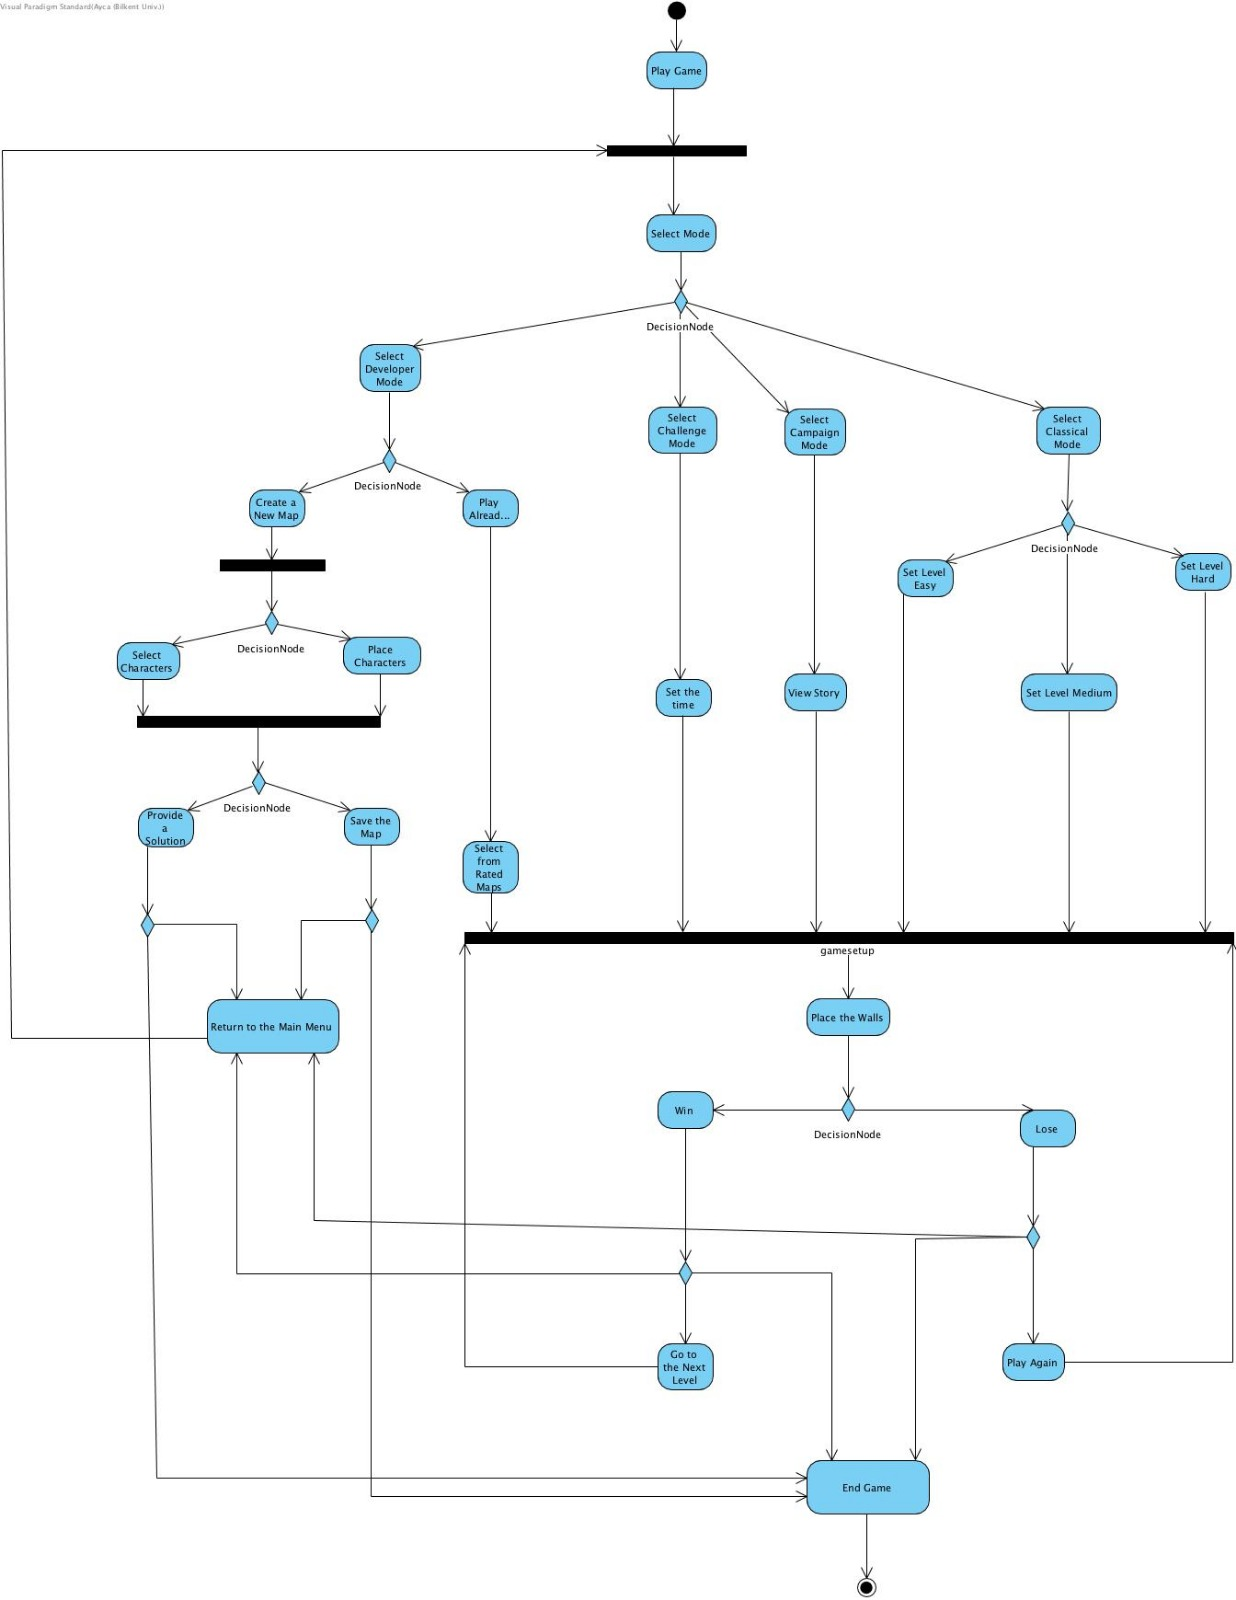 Visual Paradigm Standard(Ayca (Bilkent Univ.))
Play Game
Select Mode
DecisionNode
Select
Developer
Mode
Select
Challenge
Mode
Select
Campaign
Mode
Select
Classical
Mode
DecisionNode
Create a
New Map
Play
Alread...
DecisionNode
Set Level
Easy
Set Level
Hard
DecisionNode
Select
Characters
Place
Characters
Set the
time
View Story
Set Level Medium
DecisionNode
Provide
a
Solution
Save the
Map
Select
from
Rated
Maps
gamesetup
Place the Walls
Return to the Main Menu
Win
DecisionNode
Lose
Go to
the Next
Level
Play Again
End Game